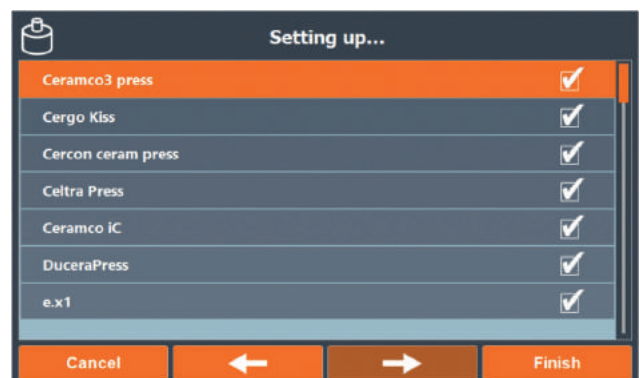 Setting up...
Ceramco3 press
Cergo Kiss
Cercon ceram press
Celtra Press
Ceramco iC
DuceraPress
e.x1
Cancel
Finish